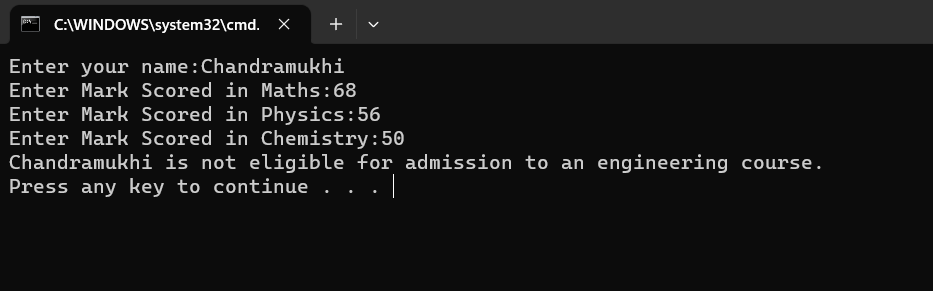 C:\WINDOWS\system32\cmd.
Enter your name:Chandramukhi
Enter Mark Scored in Maths:68
Enter Mark Scored in Physics:56
Enter Mark Scored in Chemistry:50
Chandramukhi is not eligible for admission to an engineering course.
Press any key to continue . . .